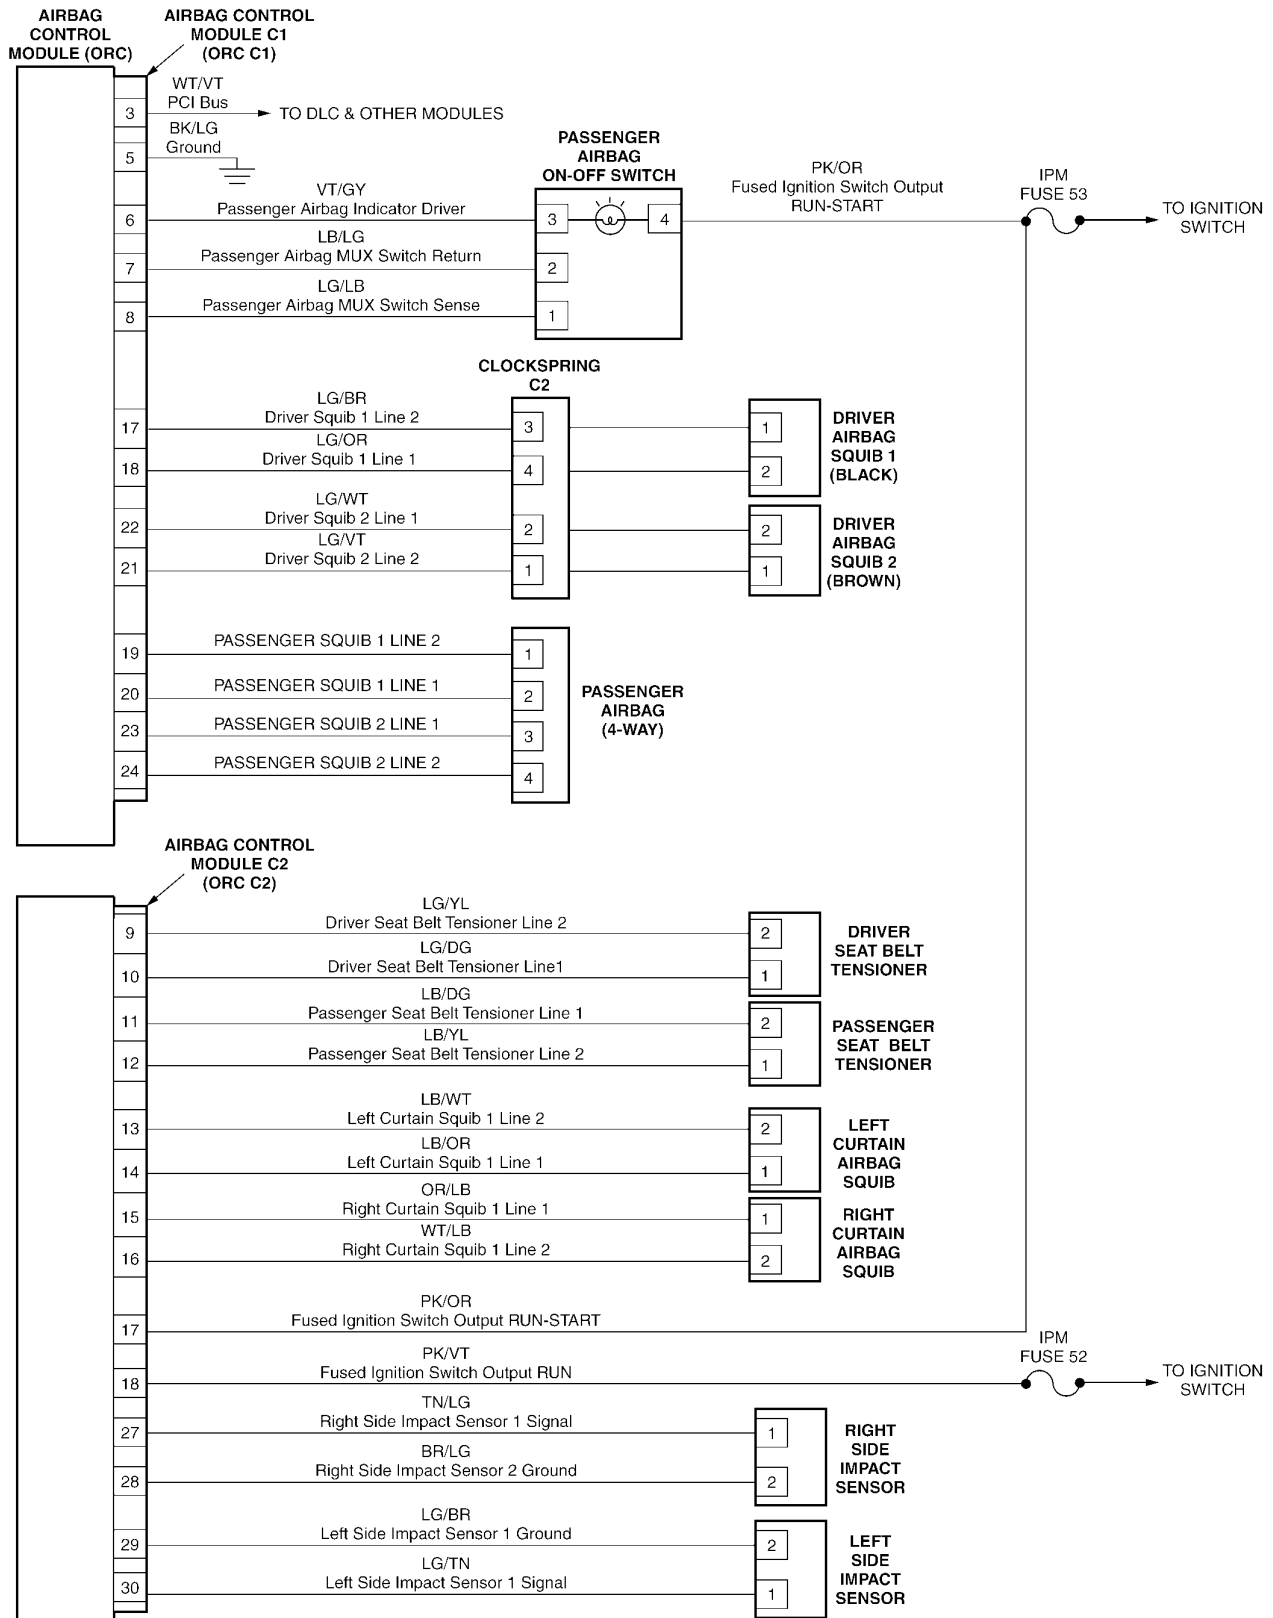 AIRBAG
CONTROL
MODULE (ORC)
AIRBAG CONTROL
MODULE C1
(ORC C1)
WT/VT
PCI Bus
3
TO DLC & OTHER MODULES
BK/LG
Ground
5
PASSENGER
AIRBAG
ON-OFF SWITCH
VT/GY
Passenger Airbag Indicator Driver
6
3
4
PK/OR
Fused Ignition Switch Output
RUN-START
IPM
FUSE 53
TO IGNITION
SWITCH
LB/LG
Passenger Airbag MUX Switch Return
7
2
LG/LB
Passenger Airbag MUX Switch Sense
8
1
CLOCKSPRING
C2
LG/BR
Driver Squib 1 Line 2
17
3
1
LG/OR
Driver Squib 1 Line 1
18
4
2
DRIVER
AIRBAG
SQUIB 1
(BLACK)
LG/WT
Driver Squib 2 Line 1
22
2
2
LG/VT
Driver Squib 2 Line 2
21
1
1
DRIVER
AIRBAG
SQUIB 2
(BROWN)
PASSENGER SQUIB 1 LINE 2
19
1
PASSENGER SQUIB 1 LINE 1
20
2
PASSENGER SQUIB 2 LINE 1
23
3
PASSENGER SQUIB 2 LINE 2
24
4
PASSENGER
AIRBAG
(4-WAY)
AIRBAG CONTROL
MODULE C2
(ORC C2)
LG/YL
Driver Seat Belt Tensioner Line 2
9
2
LG/DG
Driver Seat Belt Tensioner Line1
10
1
DRIVER
SEAT BELT
TENSIONER
LB/DG
Passenger Seat Belt Tensioner Line 1
11
2
LB/YL
Passenger Seat Belt Tensioner Line 2
12
1
PASSENGER
SEAT BELT
TENSIONER
LB/WT
Left Curtain Squib 1 Line 2
13
2
LB/OR
Left Curtain Squib 1 Line 1
14
1
LEFT
CURTAIN
AIRBAG
SQUIB
OR/LB
Right Curtain Squib 1 Line 1
15
1
WT/LB
Right Curtain Squib 1 Line 2
16
2
RIGHT
CURTAIN
AIRBAG
SQUIB
PK/OR
Fused Ignition Switch Output RUN-START
17
PK/VT
Fused Ignition Switch Output RUN
18
IPM
FUSE 52
TO IGNITION
SWITCH
TN/LG
Right Side Impact Sensor 1 Signal
27
1
BR/LG
Right Side Impact Sensor 2 Ground
28
2
RIGHT
SIDE
IMPACT
SENSOR
LG/BR
Left Side Impact Sensor 1 Ground
29
2
LG/TN
Left Side Impact Sensor 1 Signal
30
1
LEFT
SIDE
IMPACT
SENSOR